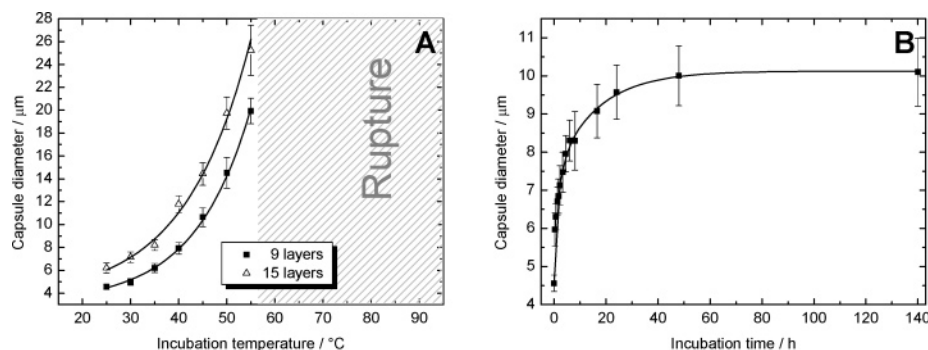 A
28
26
24
22
20
18
16
14
12
10
8
6
4
Capsule diameter / µm
Rupture
9 layers
15 layers
20 30 40 50 60 70 80 90
Incubation temperature / °C
B
11
10
9
8
7
6
5
4
Capsule diameter / µm
0 20 40 60 80 100 120 140
Incubation time / h